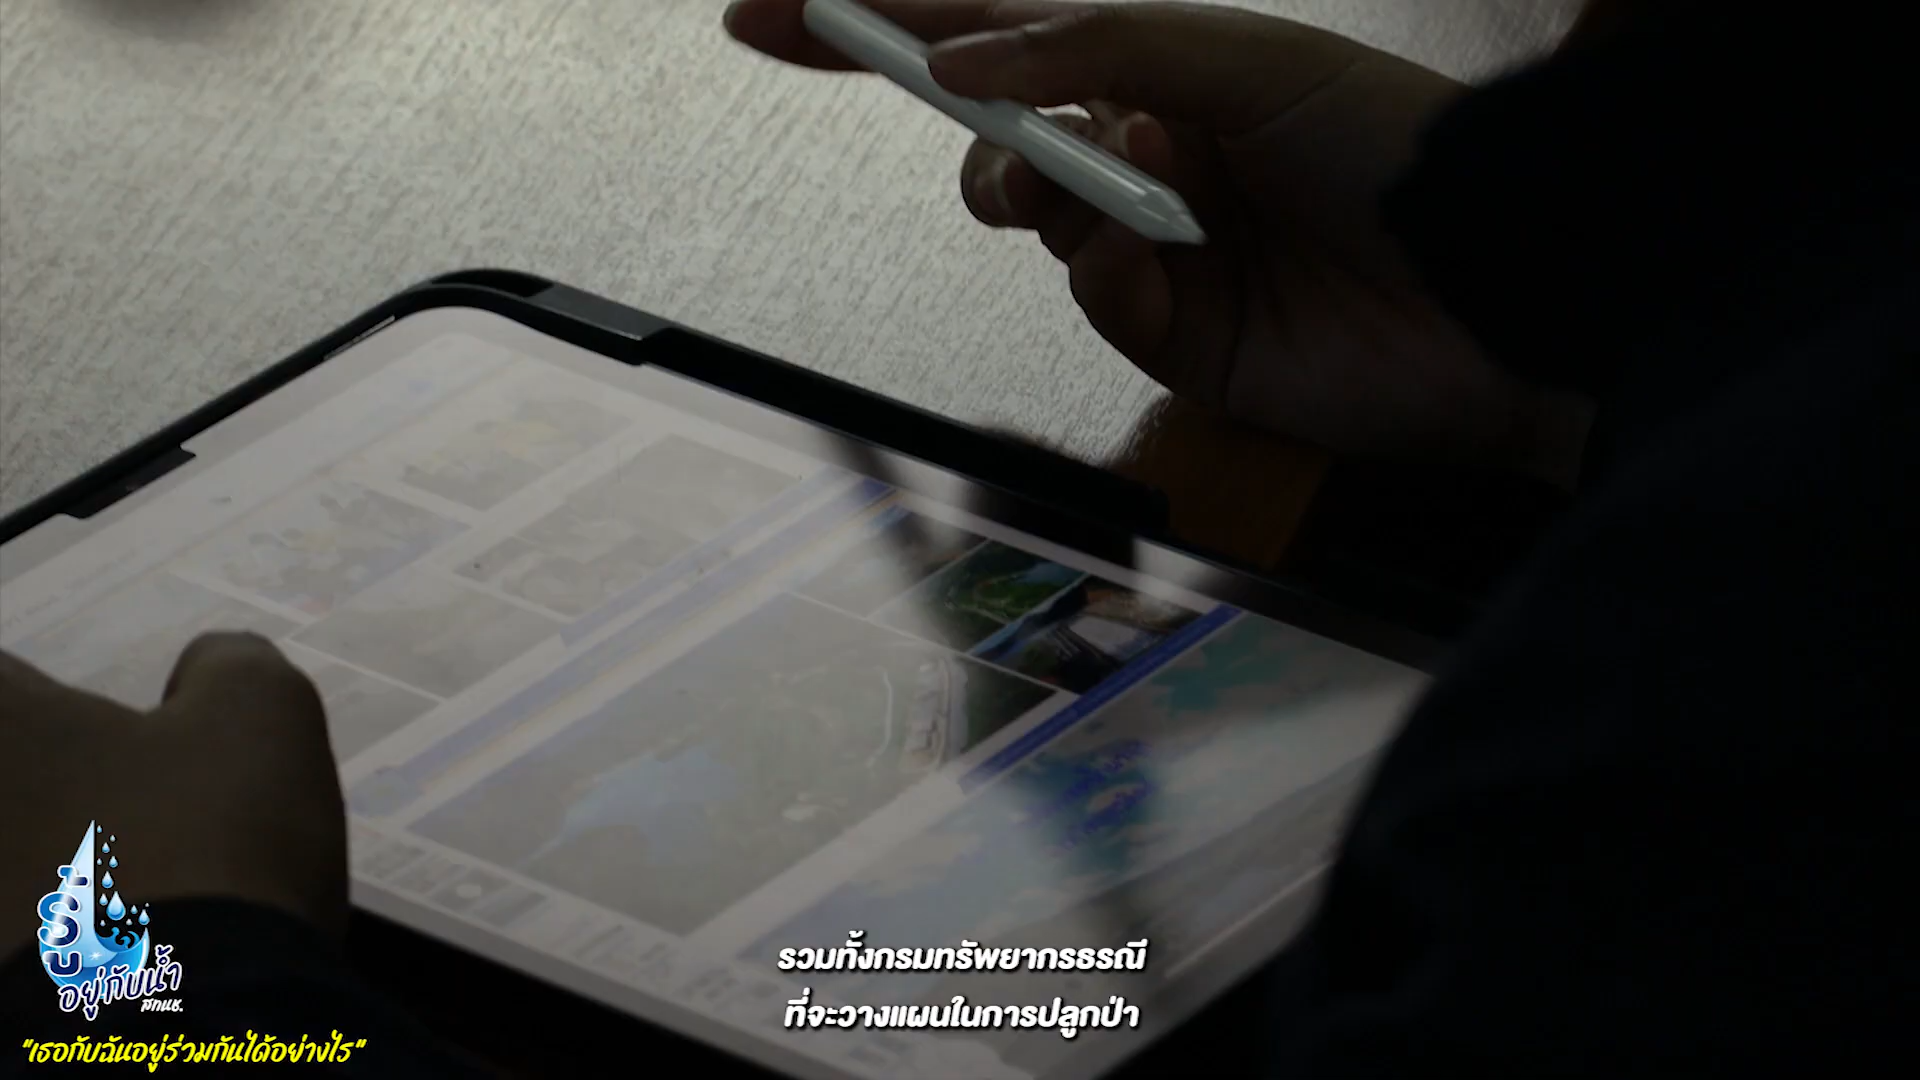 รวมทั้งกรมทรัพยากรธรณี
ที่จะวางแผนในการปลูกป่า
รู้
อยู่กับน้ำ
สทนช.
"เธอกับฉันอยู่ร่วมกันได้อย่างไร"